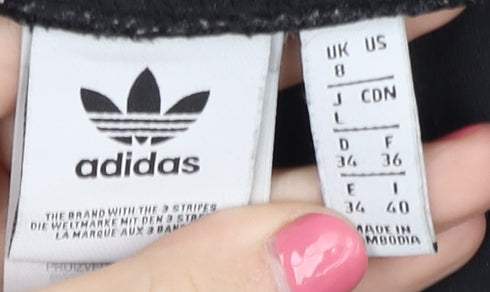 adidas
THE BRAND WITH THE 3 STRIPES
DIE WELTMARKE MIT DEN 3
LA MARQUE AUX 3
UK US
8
J CDN
L
D F
34 36
E I
34 40
MADE IN